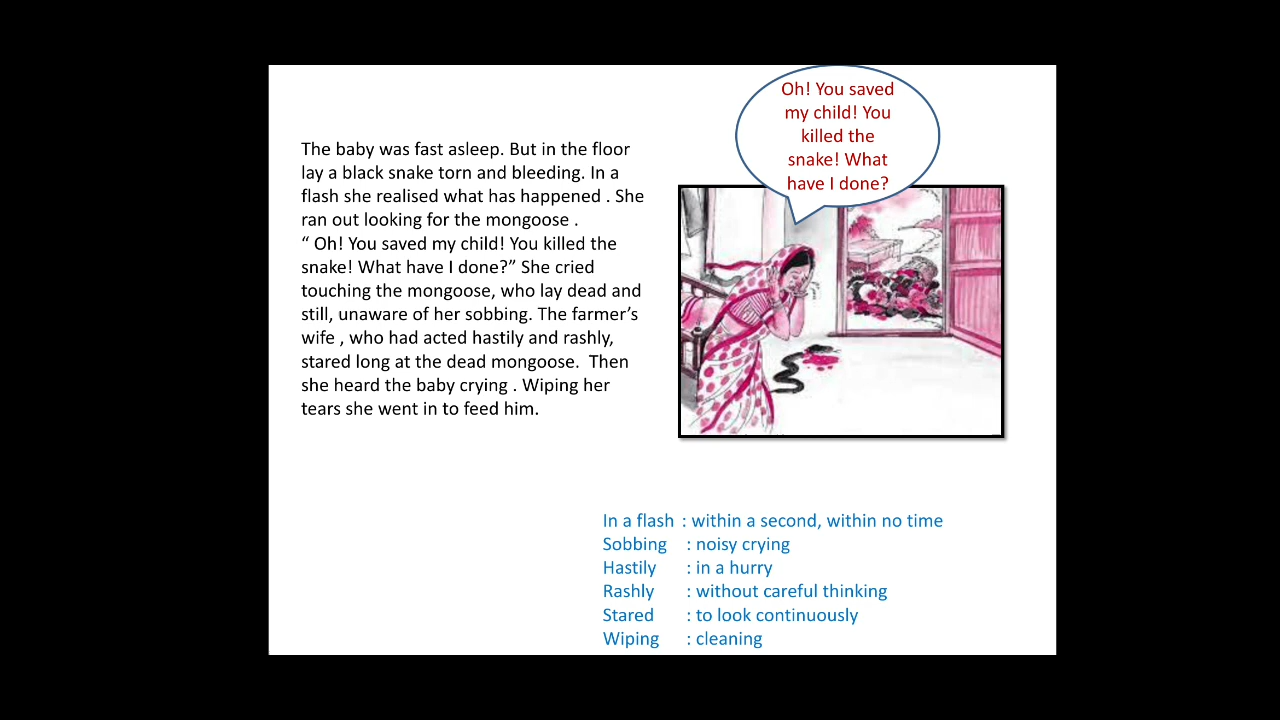 Oh! You saved
my child! You
killed the
snake! What
have I done?
The baby was fast asleep. But in the floor
lay a black snake torn and bleeding. In a
flash she realised what has happened . She
ran out looking for the mongoose .
“ Oh! You saved my child! You killed the
snake! What have I done?” She cried
touching the mongoose, who lay dead and
still, unaware of her sobbing. The farmer’s
wife , who had acted hastily and rashly,
stared long at the dead mongoose.  Then
she heard the baby crying . Wiping her
tears she went in to feed him.
In a flash : within a second, within no time
Sobbing : noisy crying
Hastily : in a hurry
Rashly : without careful thinking
Stared : to look continuously
Wiping : cleaning